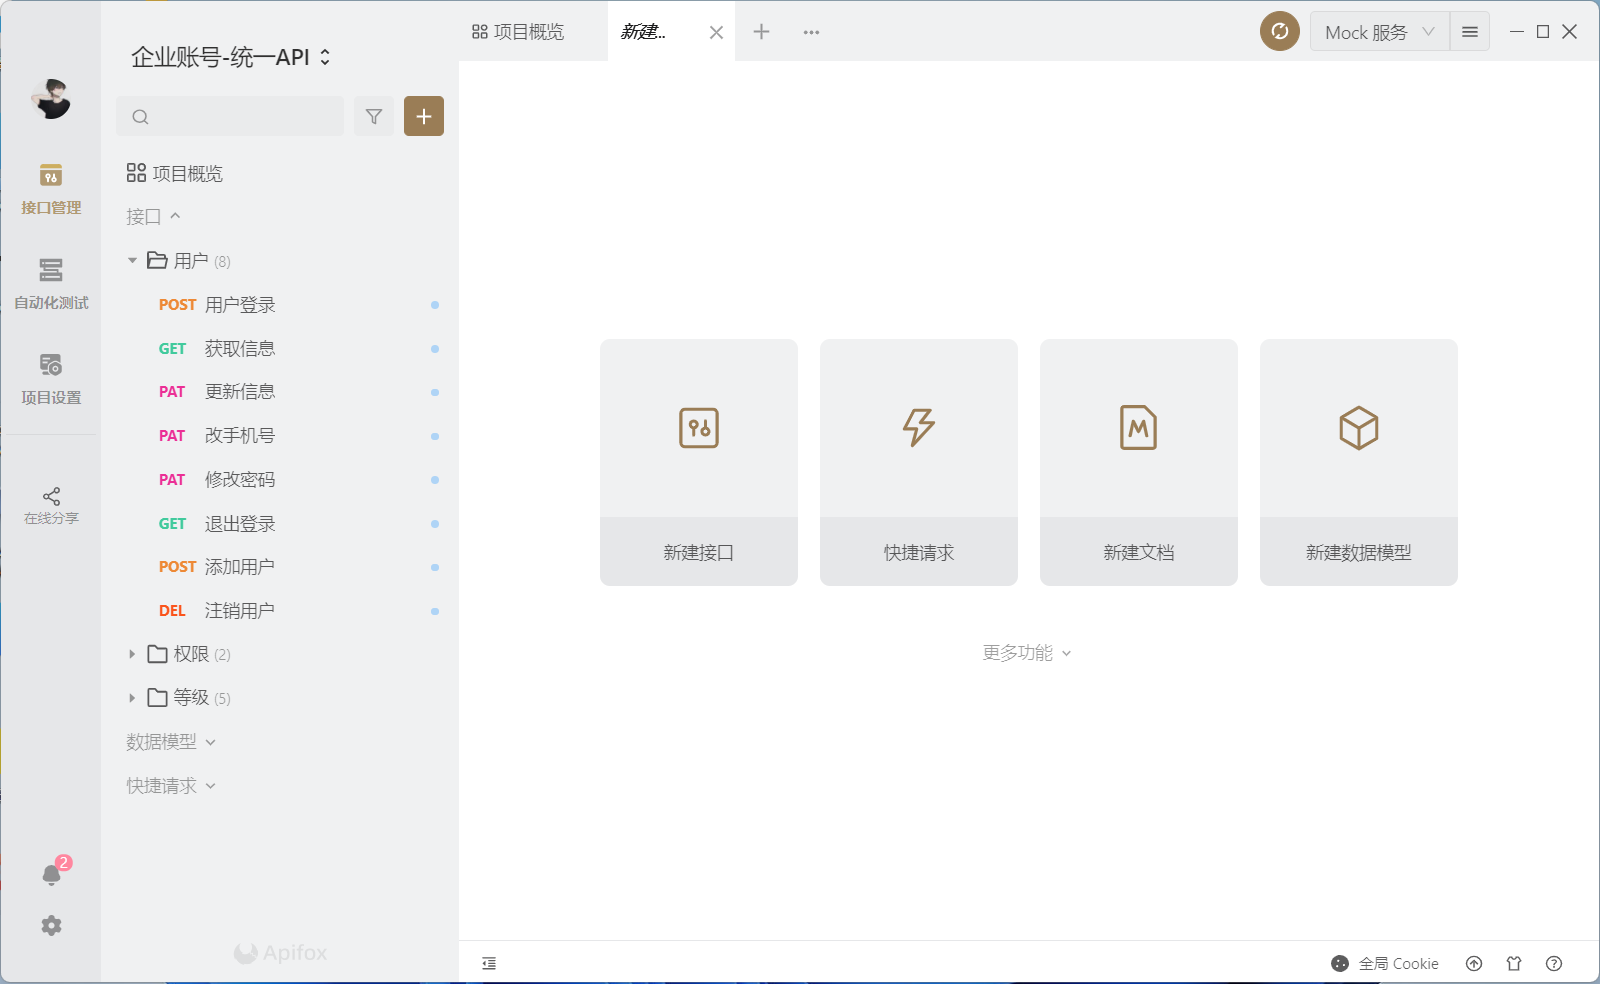 项目概览
新建..
Mock 服务
企业账号-统一API
接口管理
自动化测试
项目设置
在线分享
2
项目概览
接口
用户 (8)
POST 用户登录
GET 获取信息
PAT 更新信息
PAT 改手机号
PAT 修改密码
GET 退出登录
POST 添加用户
DEL 注销用户
权限 (2)
等级 (5)
数据模型
快捷请求
Apifox
新建接口
快捷请求
新建文档
新建数据模型
更多功能
全局 Cookie